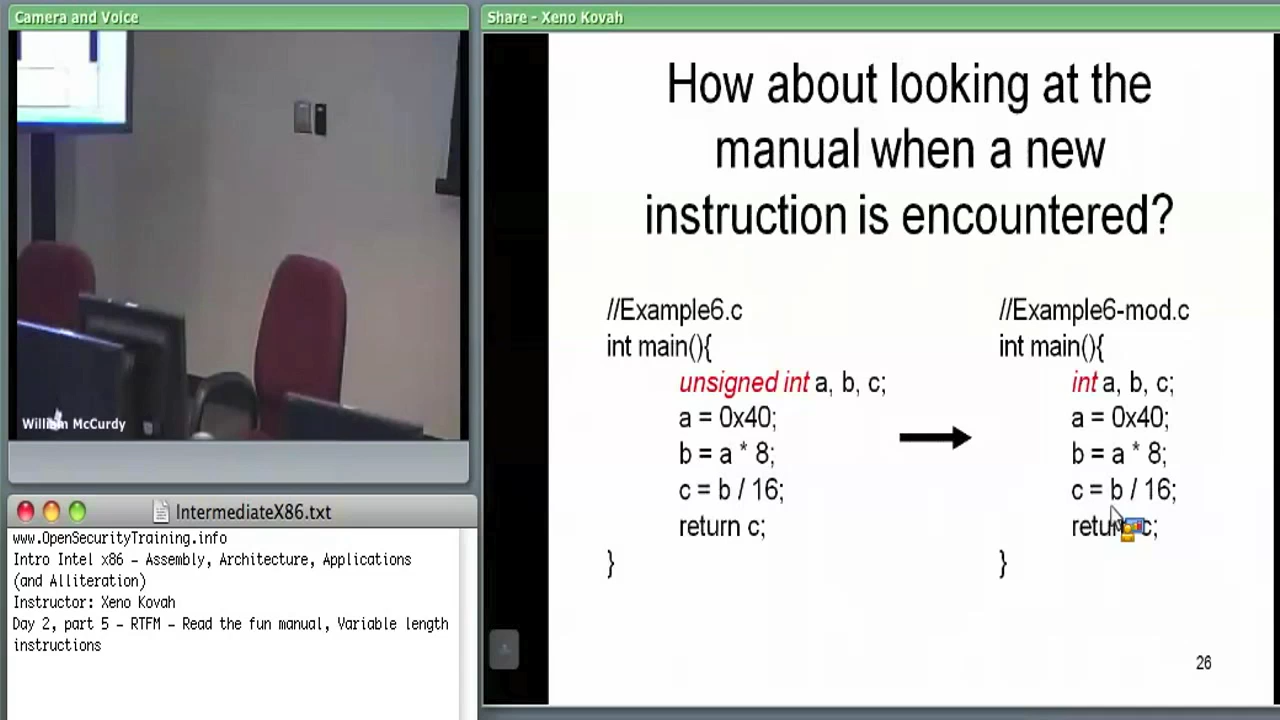 Camera and Voice
William McCurdy
IntermediateX86.txt
www.OpenSecurityTraining.info
Intro Intel x86 – Assembly, Architecture, Applications
(and Alliteration)
Instructor: Xeno Kovah
Day 2, part 5 – RTFM – Read the fun manual, Variable length
instructions
Share - Xeno Kovah
How about looking at the
manual when a new
instruction is encountered?
//Example6.c
int main(){
unsigned int a, b, c;
a = 0x40;
b = a * 8;
c = b / 16;
return c;
}
//Example6-mod.c
int main(){
int a, b, c;
a = 0x40;
b = a * 8;
c = b / 16;
return c;
}
26